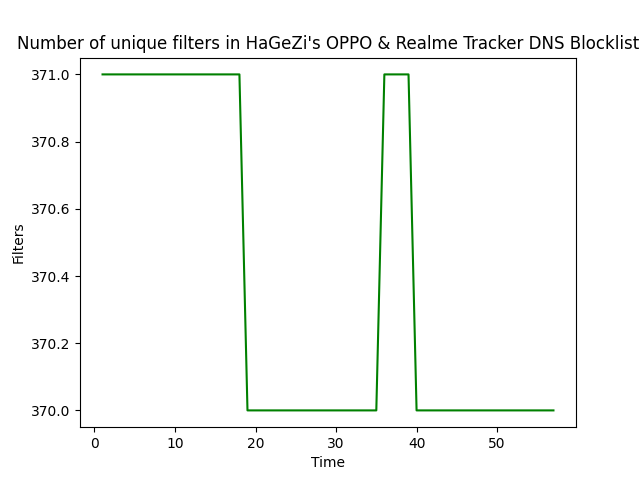 Number of unique filters in HaGeZi's OPPO & Realme Tracker DNS Blocklist
371.0
370.8
370.6
370.4
370.2
370.0
Filters
0 10 20 30 40 50
Time